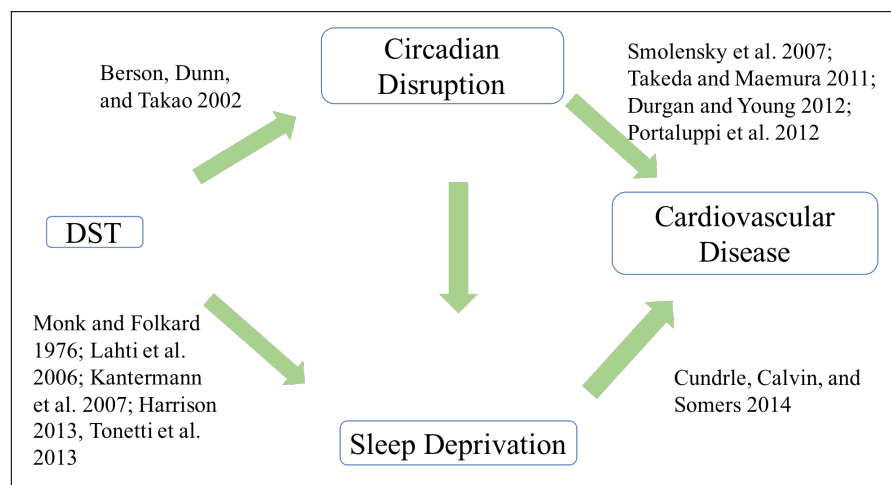 Circadian
Disruption
Berson, Dunn,
and Takao 2002
Smolensky et al. 2007;
Takeda and Maemura 2011;
Durgan and Young 2012;
Portaluppi et al. 2012
DST
Cardiovascular
Disease
Monk and Folkard
1976; Lahti et al.
2006; Kantermann
et al. 2007; Harrison
2013, Tonetti et al.
2013
Sleep Deprivation
Cundrle, Calvin, and
Somers 2014